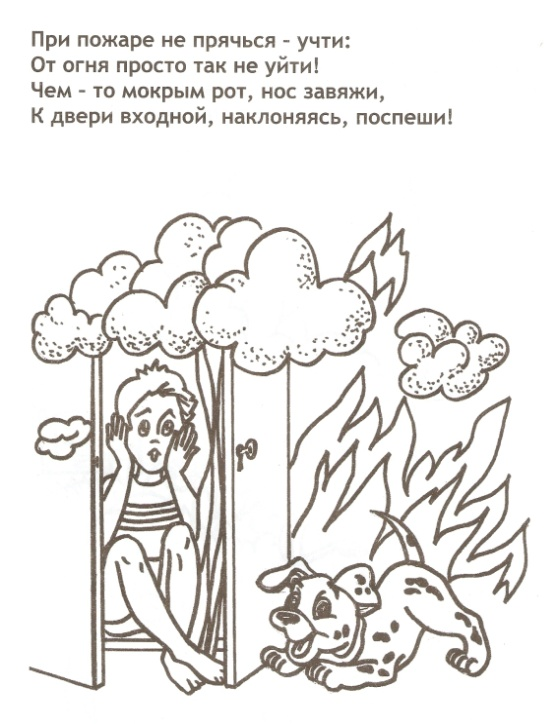 При пожаре не прячься - учти:
От огня просто так не уйти!
Чем - то мокрым рот, нос завяжи,
К двери входной, наклоняясь, поспеши!